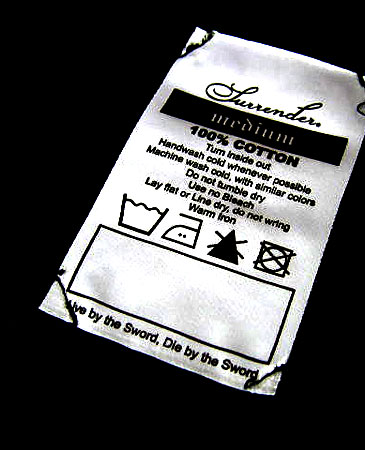 Surrender.
medium
100% COTTON
Turn inside out
Handwash cold whenever possible
Machine wash cold, with similar colors
Do not tumble dry
Use no Bleach
Lay flat or Line dry, do not wring
Warm Iron
Live by the Sword, Die by the Sword